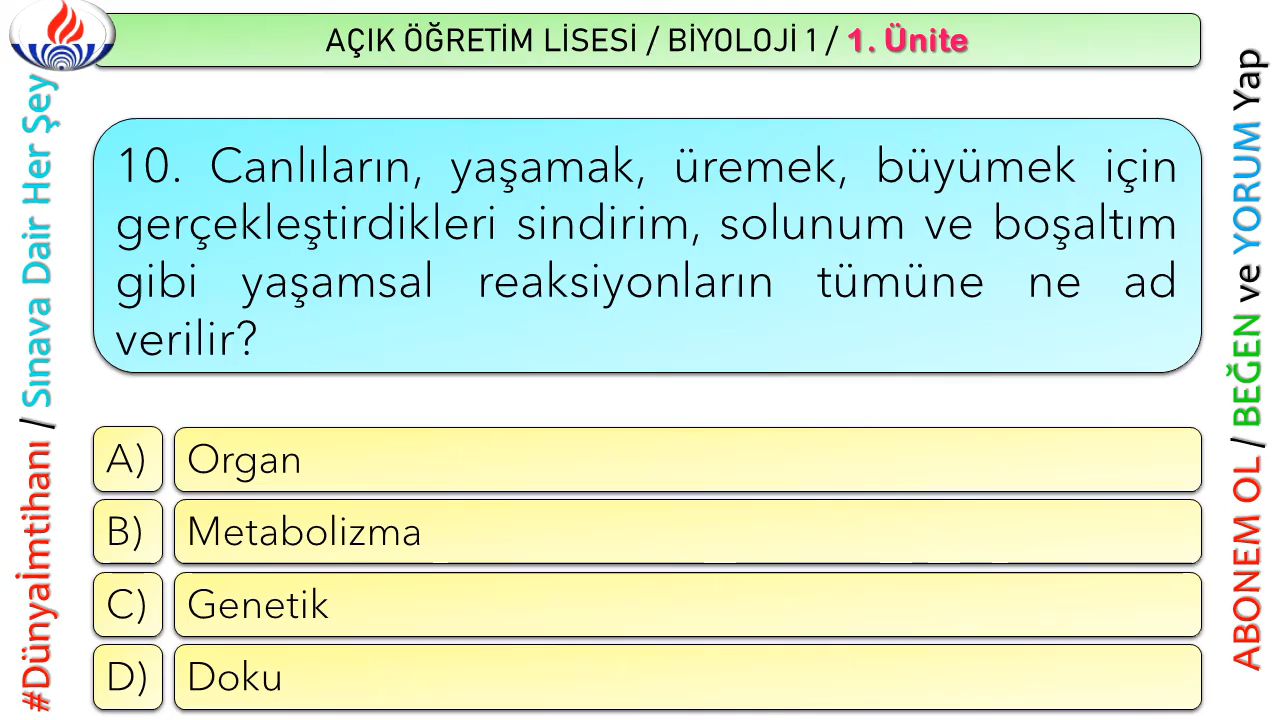 AÇIK ÖĞRETİM LİSESİ / BİYOLOJİ 1 / 1. Ünite
#Dünyaİmtihanı / Sınava Dair Her Şey
10. Canlıların, yaşamak, üremek, büyümek için
gerçekleştirdikleri sindirim, solunum ve boşaltım
gibi yaşamsal reaksiyonların tümüne ne ad
verilir?
A) Organ
B) Metabolizma
C) Genetik
D) Doku
ABONEM OL / BEĞEN ve YORUM Yap